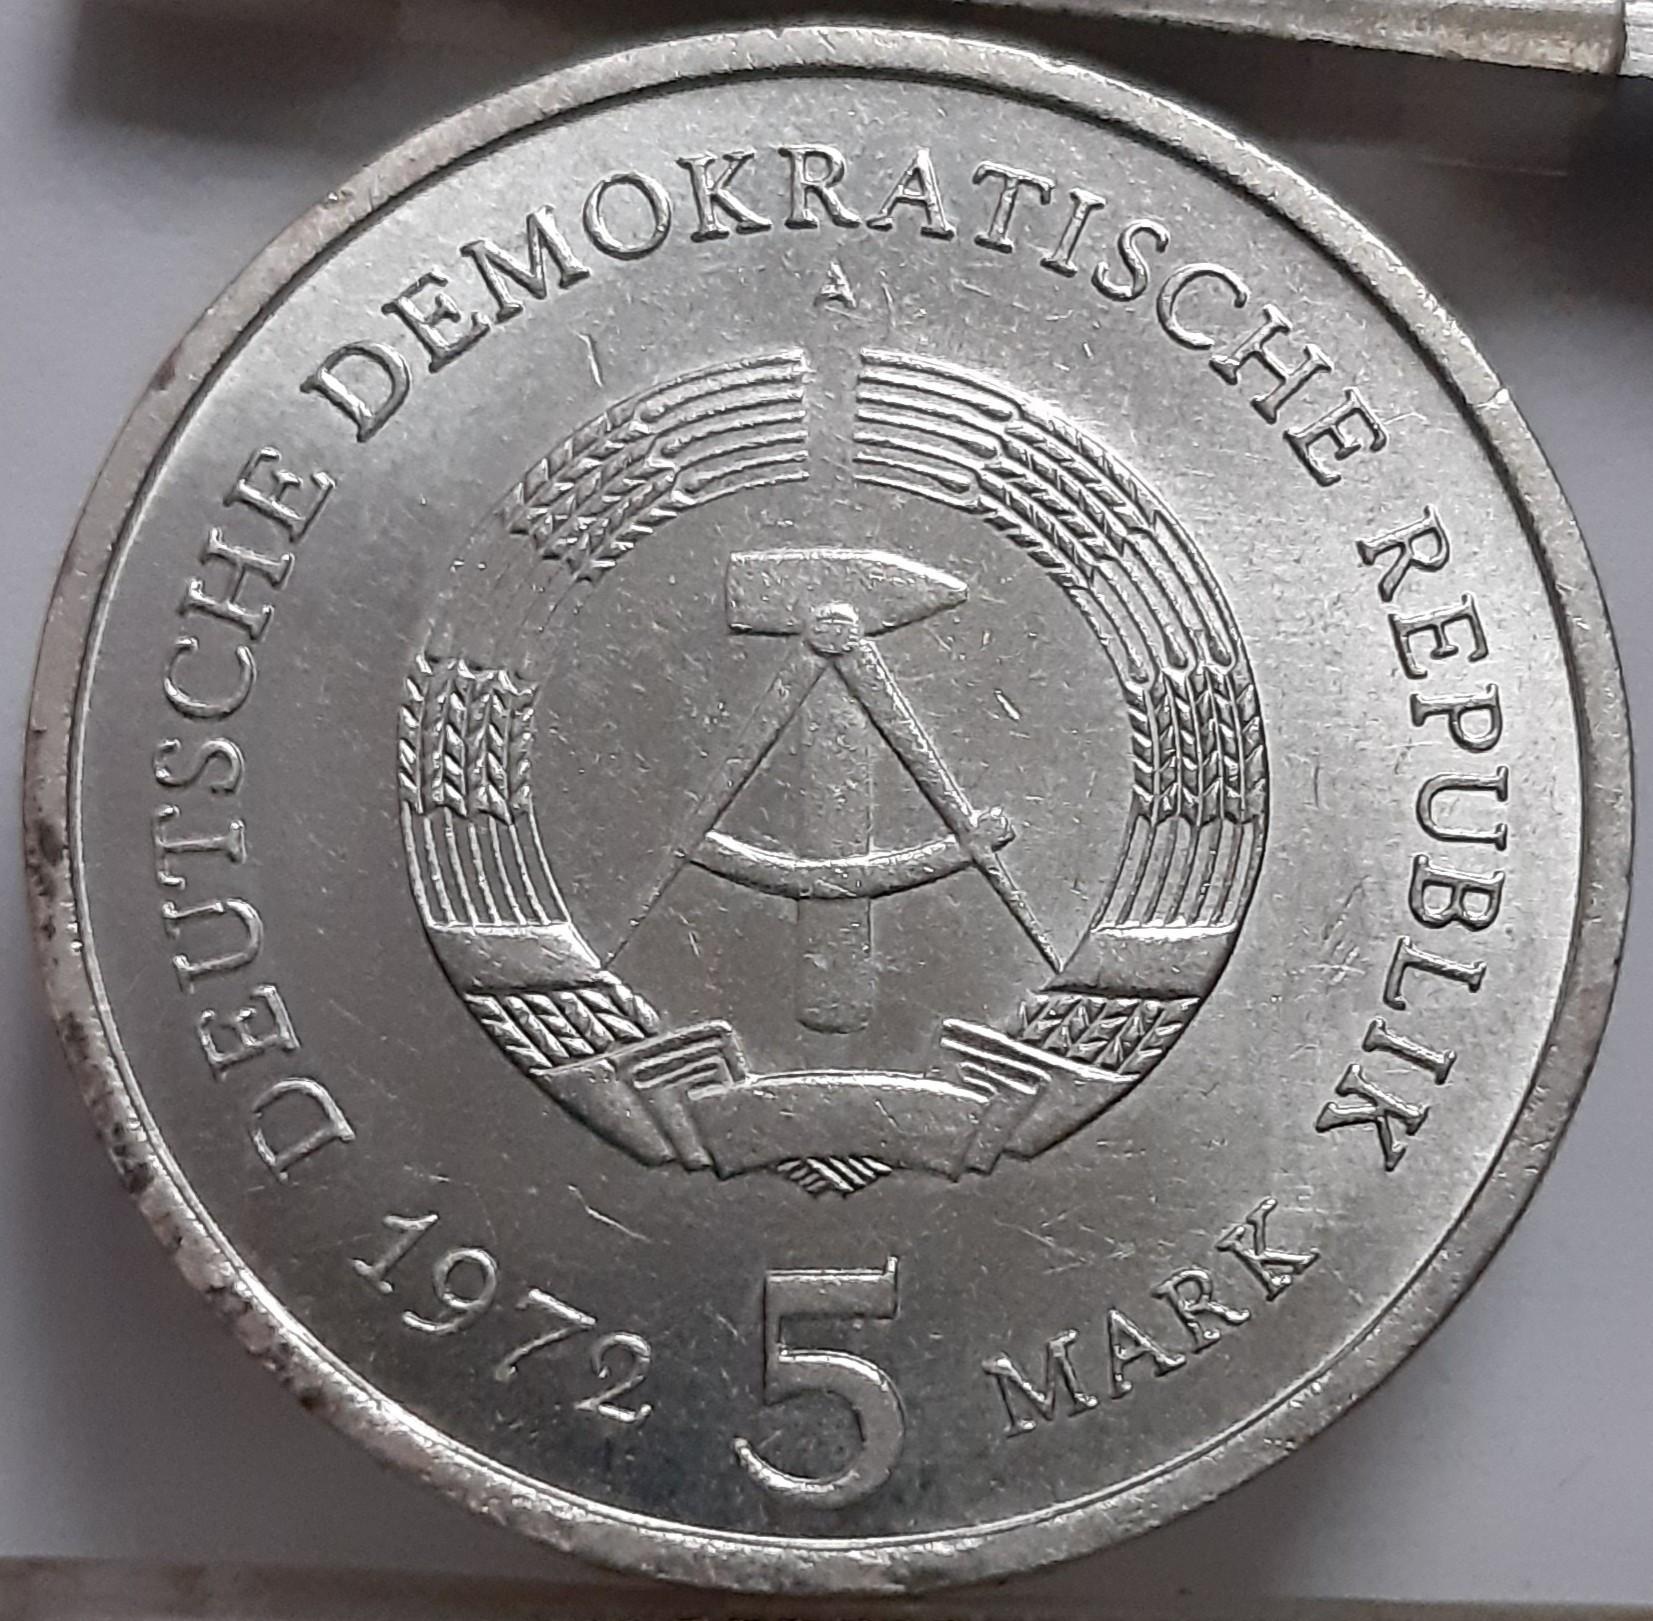 DEUTSCHE DEMOKRATISCHE REPUBLIK
A
1972 5 MARK